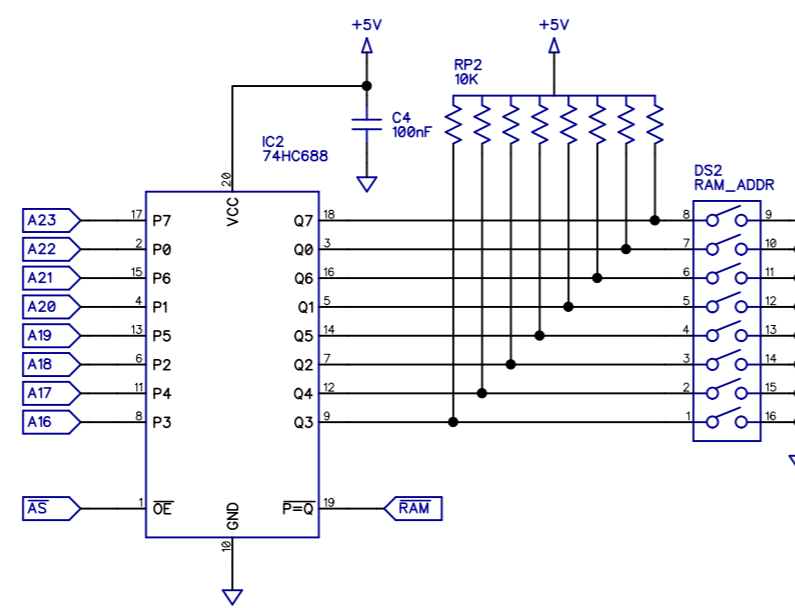 +5V +5V
RP2
10K
C4
100nF
IC2
74HC688
DS2
RAM_ADDR
20
VCC
A23 17 P7 Q7 18 8 9
A22 2 P0 Q0 3 7 10
A21 15 P6 Q6 16 6 11
A20 4 P1 Q1 5 5 12
A19 13 P5 Q5 14 4 13
A18 6 P2 Q2 7 3 14
A17 11 P4 Q4 12 2 15
A16 8 P3 Q3 9 1 16
A̅S̅ 1 O̅E̅ P̅=̅Q̅ 19 R̅A̅M̅
GND
10